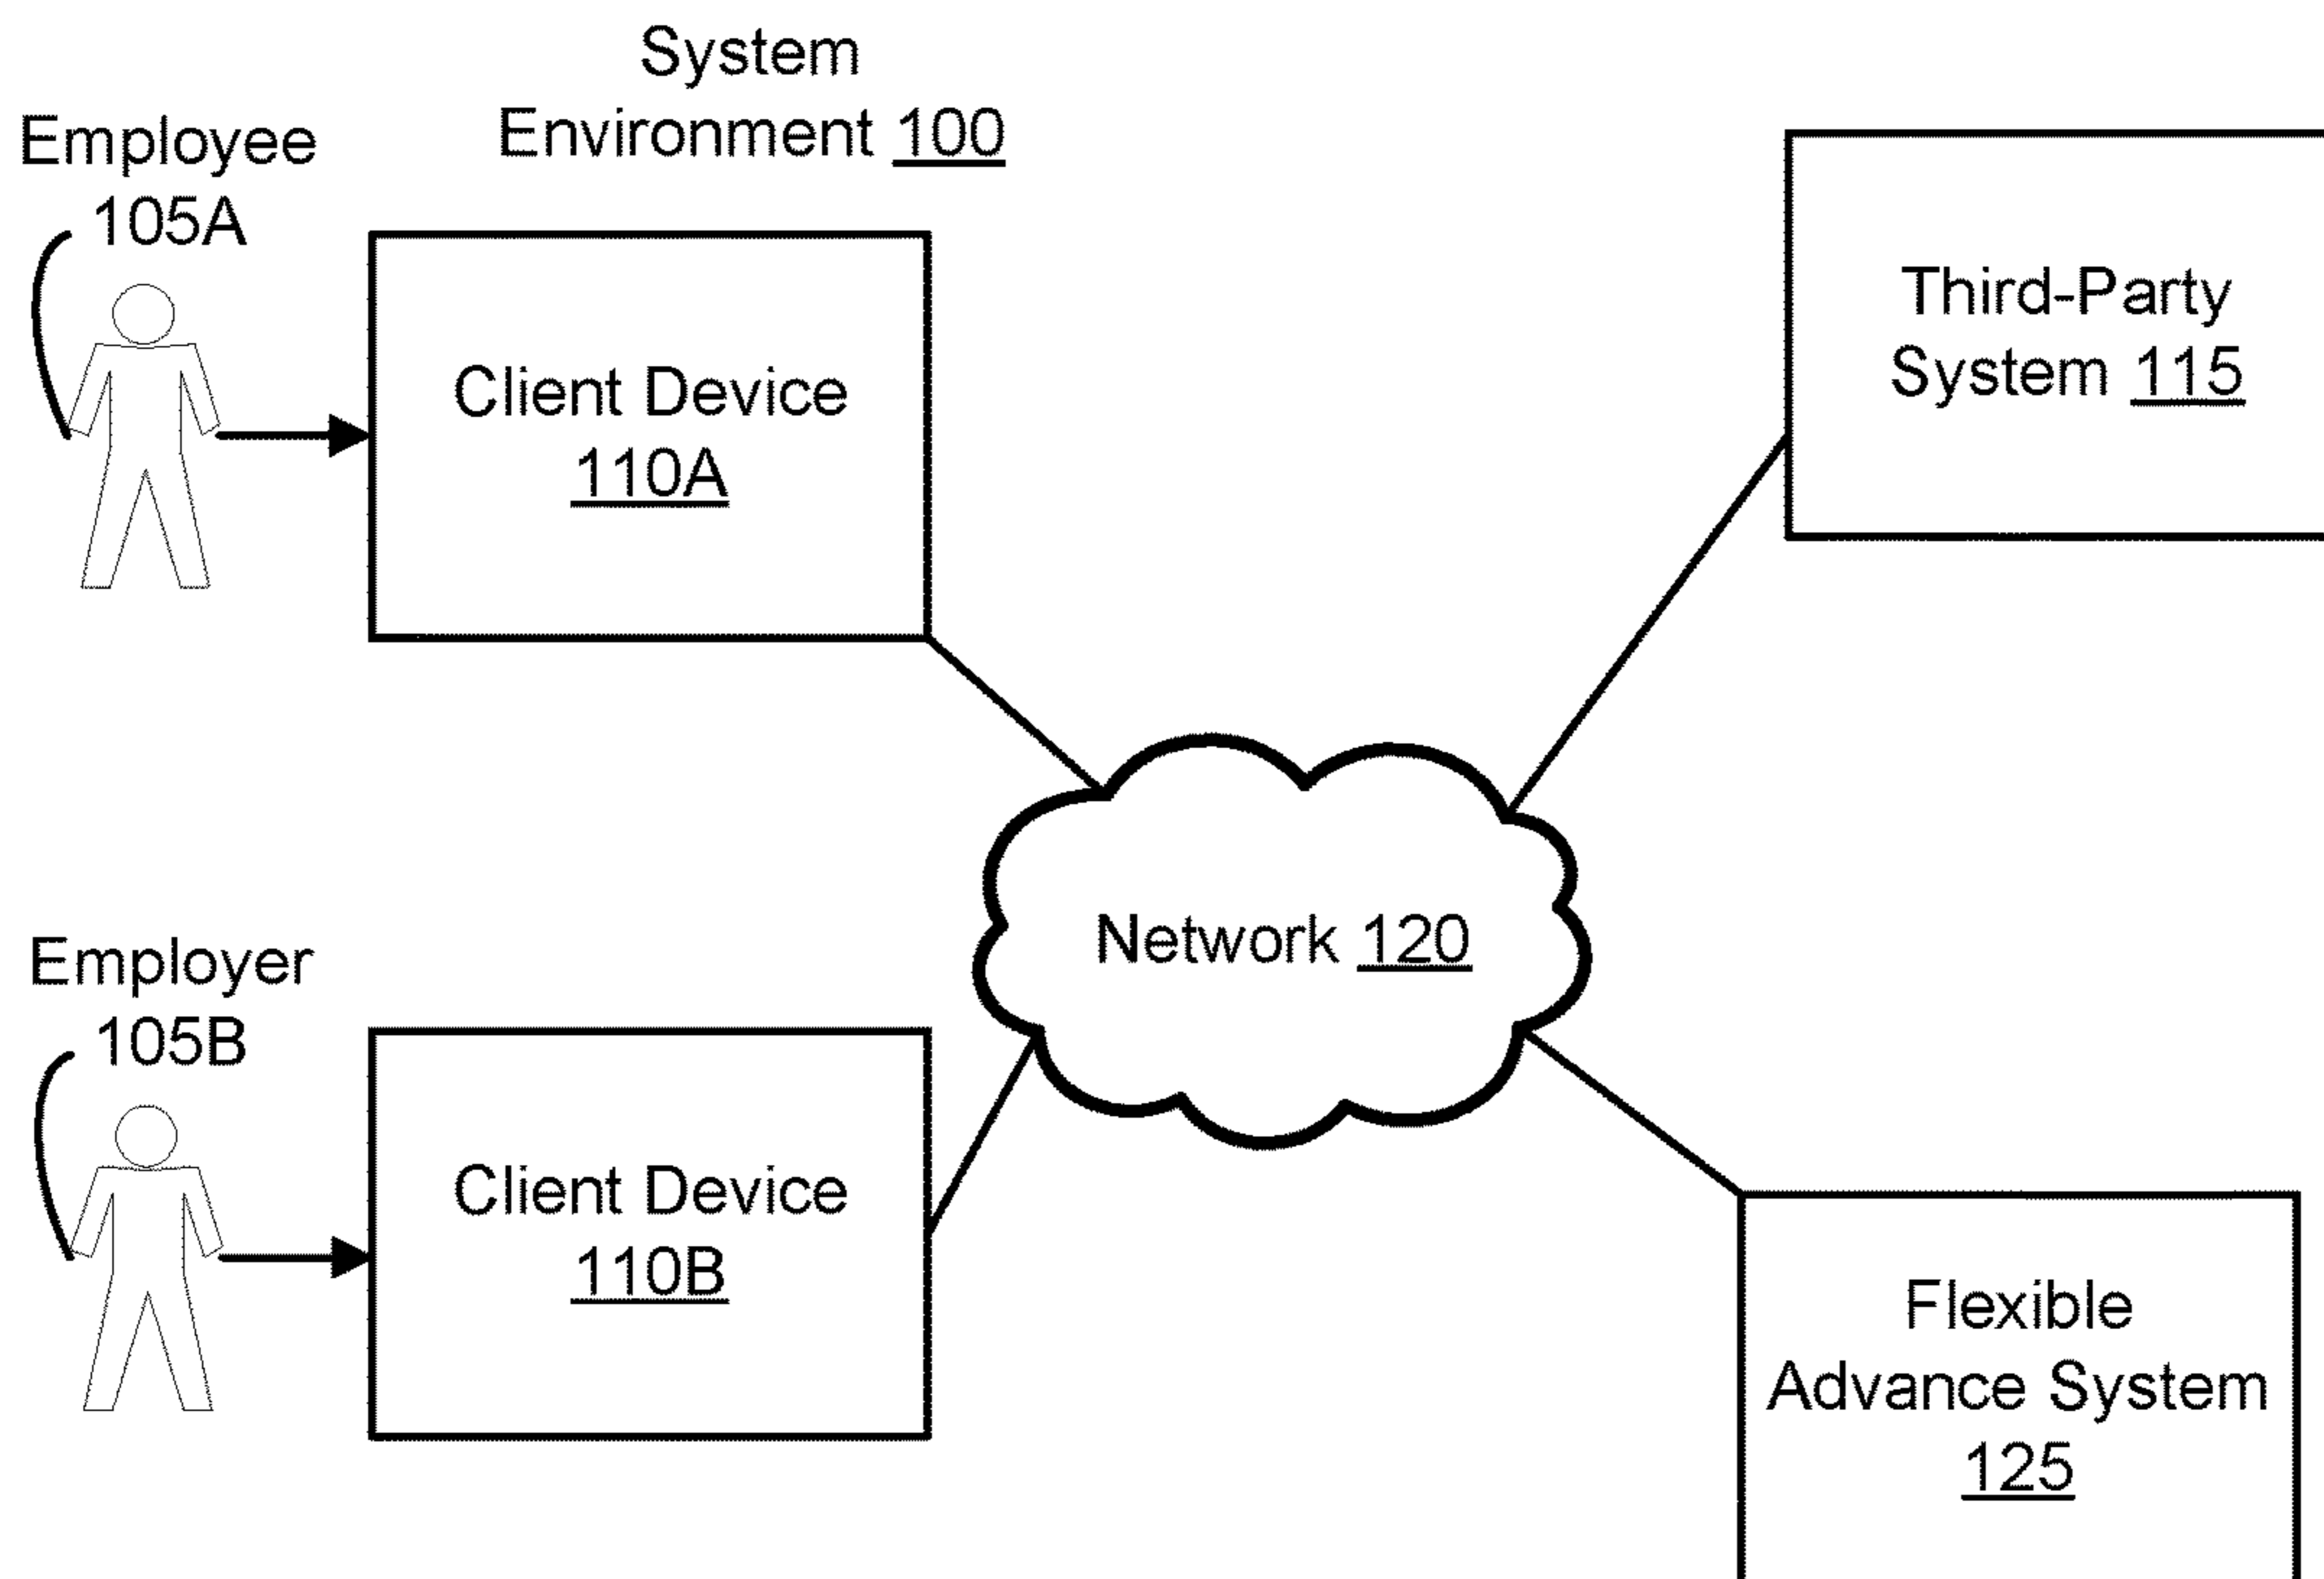 System
Environment 100
Employee
105A
Client Device
110A
Third-Party
System 115
Network 120
Employer
105B
Client Device
110B
Flexible
Advance System
125